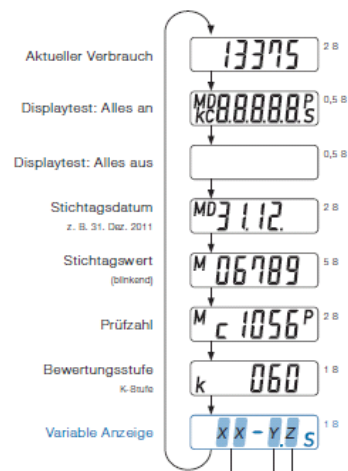 Aktueller Verbrauch 13375 2 S
Displaytest: Alles an MD kC 8.8.8.8.8. P S 0,5 S
Displaytest: Alles aus 0,5 S
Stichtagsdatum MD 31.12. 2 S
z. B. 31. Dez. 2011
Stichtagswert M 06789 5 S
(blinkend)
Prüfzahl M c 1056 P 2 S
Bewertungsstufe k 060 1 S
K-Stufe
Variable Anzeige X X - Y. Z S 1 S